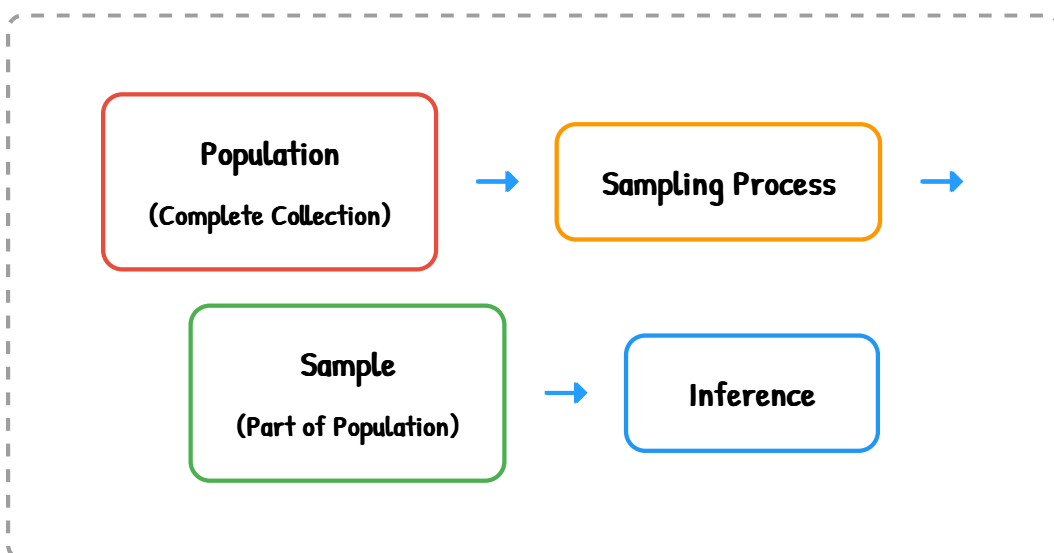 Population
(Complete Collection)
Sampling Process
Sample
(Part of Population)
Inference